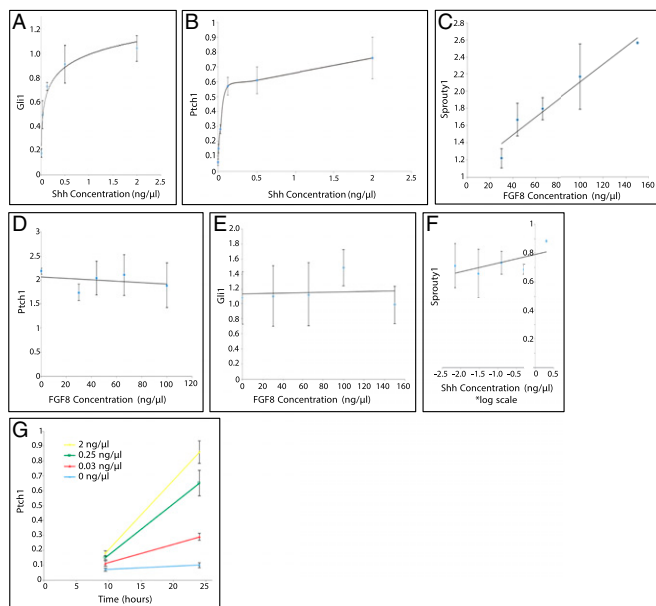 A
Gli1
1.2
1.0
0.8
0.6
0.4
0.2
0
0 0.5 1 1.5 2 2.5
Shh Concentration (ng/µl)
B
Ptch1
1
0.9
0.8
0.7
0.6
0.5
0.4
0.3
0.2
0.1
0
0 0.5 1 1.5 2 2.5
Shh Concentration (ng/µl)
C
Sprouty1
2.8
2.6
2.4
2.2
2.0
1.8
1.6
1.4
1.2
1
0 20 40 60 80 100 120 140 160
FGF8 Concentration (ng/µl)
D
Ptch1
3
2.5
2
1.5
1
0.5
0
0 20 40 60 80 100 120
FGF8 Concentration (ng/µl)
E
Gli1
2.0
1.8
1.6
1.4
1.2
1.0
0.8
0.6
0.4
0.2
0
0 20 40 60 80 100 120 140 160
FGF8 Concentration (ng/µl)
F
Sprouty1
1
0.8
0.6
0.4
0.2
−2.5 −2 −1.5 −1 −0.5 0 0.5
Shh Concentration (ng/µl)
*log scale
G
Ptch1
1
0.9
0.8
0.7
0.6
0.5
0.4
0.3
0.2
0.1
0
2 ng/µl
0.25 ng/µl
0.03 ng/µl
0 ng/µl
0 5 10 15 20 25
Time (hours)